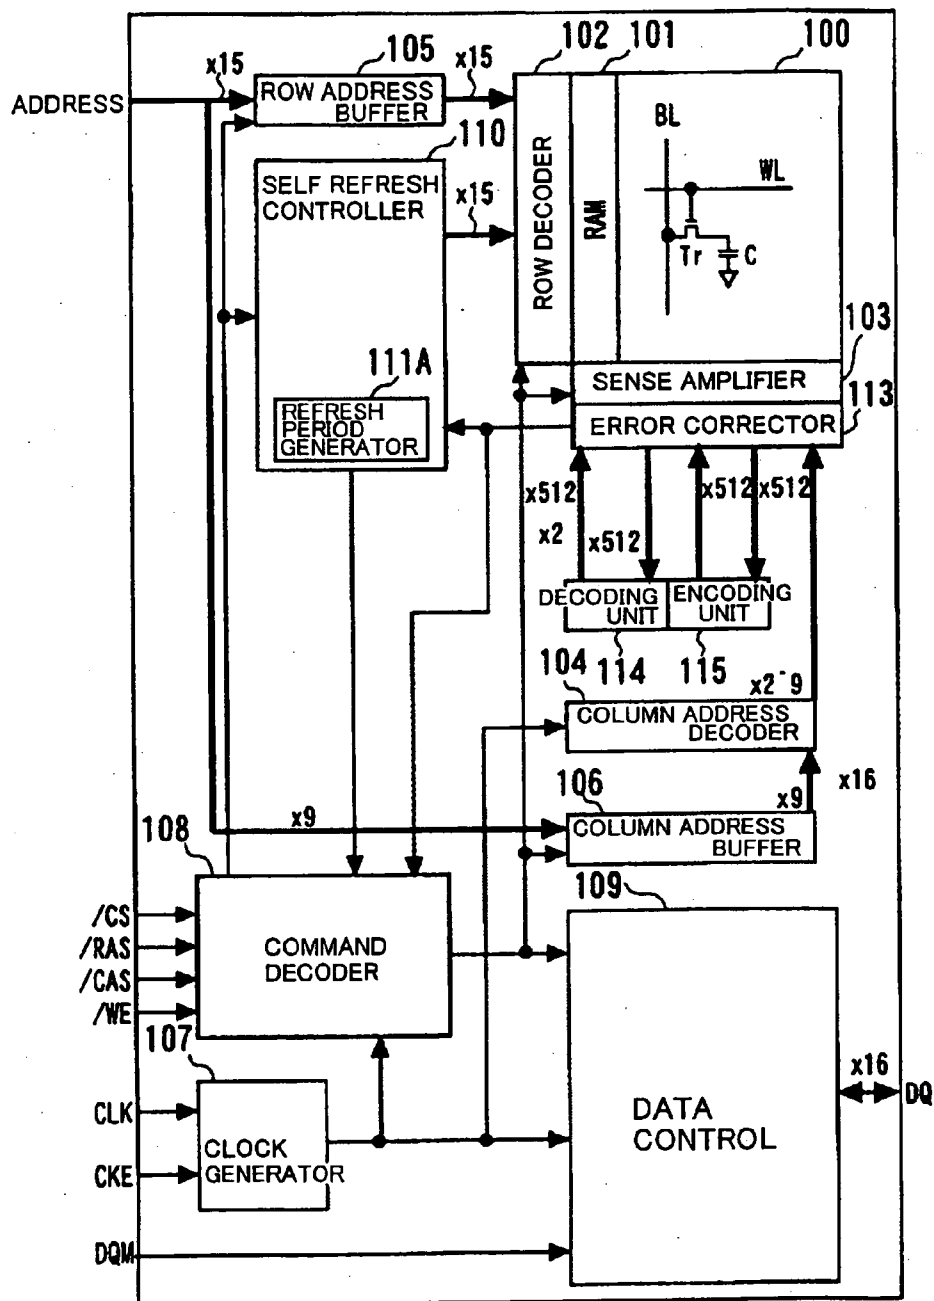 102 101 100
105
x15 x15
ADDRESS
ROW ADDRESS
BUFFER
110
SELF REFRESH
CONTROLLER
x15
ROW DECODER
RAM
BL
WL
Tr
C
103
111A
REFRESH
PERIOD
GENERATOR
SENSE AMPLIFIER
113
ERROR CORRECTOR
x512
x2
x512
x512
x512
DECODING
UNIT
ENCODING
UNIT
114
115
104
x2^9
COLUMN ADDRESS
DECODER
x16
106
x9
x9
COLUMN ADDRESS
BUFFER
108
109
/CS
/RAS
/CAS
/WE
COMMAND
DECODER
107
x16
DQ
CLK
CKE
CLOCK
GENERATOR
DATA
CONTROL
DQM